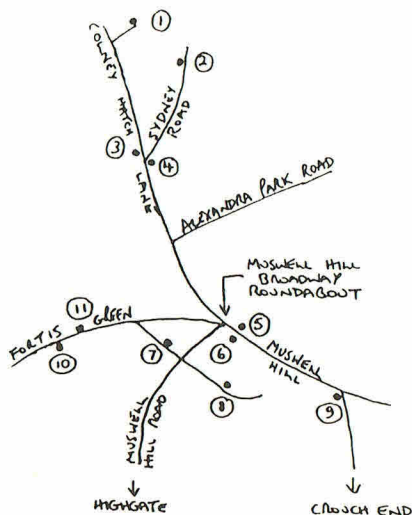 ①
COLNEY
HATCH
LANE
②
SYDNEY
ROAD
③
④
ALEXANDRA PARK ROAD
MUSWELL HILL
BROADWAY
ROUNDABOUT
⑪
FORTIS GREEN
⑤
⑥
MUSWELL
HILL
⑦
⑩
⑧
⑨
MUSWELL
HILL ROAD
HIGHGATE
CROUCH END